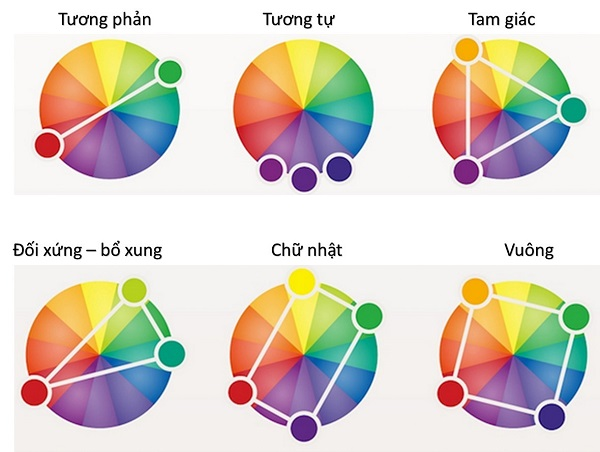 Tương phản
Tương tự
Tam giác
Đối xứng – bổ xung
Chữ nhật
Vuông